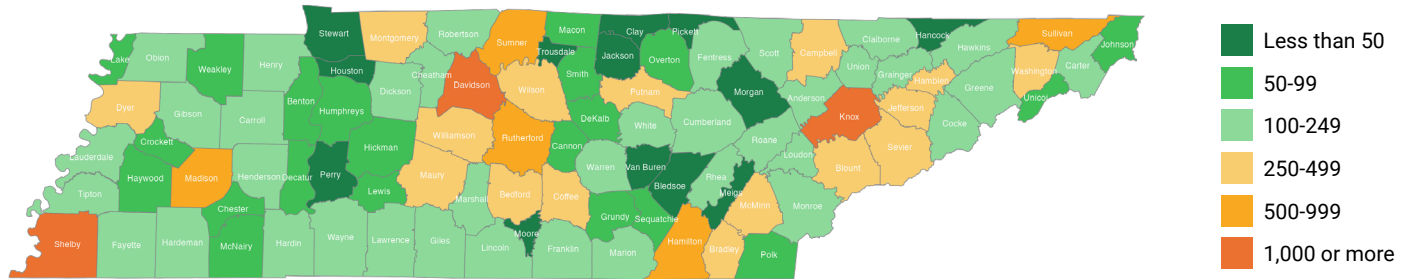 Stewart
Montgomery
Robertson
Sumner
Macon
Clay
Pickett
Trousdale
Jackson
Overton
Fentress
Scott
Campbell
Claiborne
Hancock
Hawkins
Sullivan
Johnson
Lake
Obion
Weakley
Henry
Houston
Cheatham
Davidson
Wilson
Smith
Putnam
Morgan
Anderson
Union
Grainger
Hamblen
Greene
Washington
Carter
Unicoi
Dyer
Gibson
Carroll
Benton
Humphreys
Dickson
Williamson
Rutherford
DeKalb
Cannon
White
Cumberland
Roane
Knox
Jefferson
Sevier
Cocke
Lauderdale
Crockett
Haywood
Madison
Henderson
Decatur
Perry
Hickman
Lewis
Maury
Marshall
Bedford
Coffee
Warren
Van Buren
Bledsoe
Rhea
Meigs
Loudon
Blount
Monroe
McMinn
Tipton
Chester
Shelby
Fayette
Hardeman
McNairy
Hardin
Wayne
Lawrence
Giles
Lincoln
Moore
Franklin
Grundy
Sequatchie
Marion
Hamilton
Bradley
Polk
Less than 50
50-99
100-249
250-499
500-999
1,000 or more